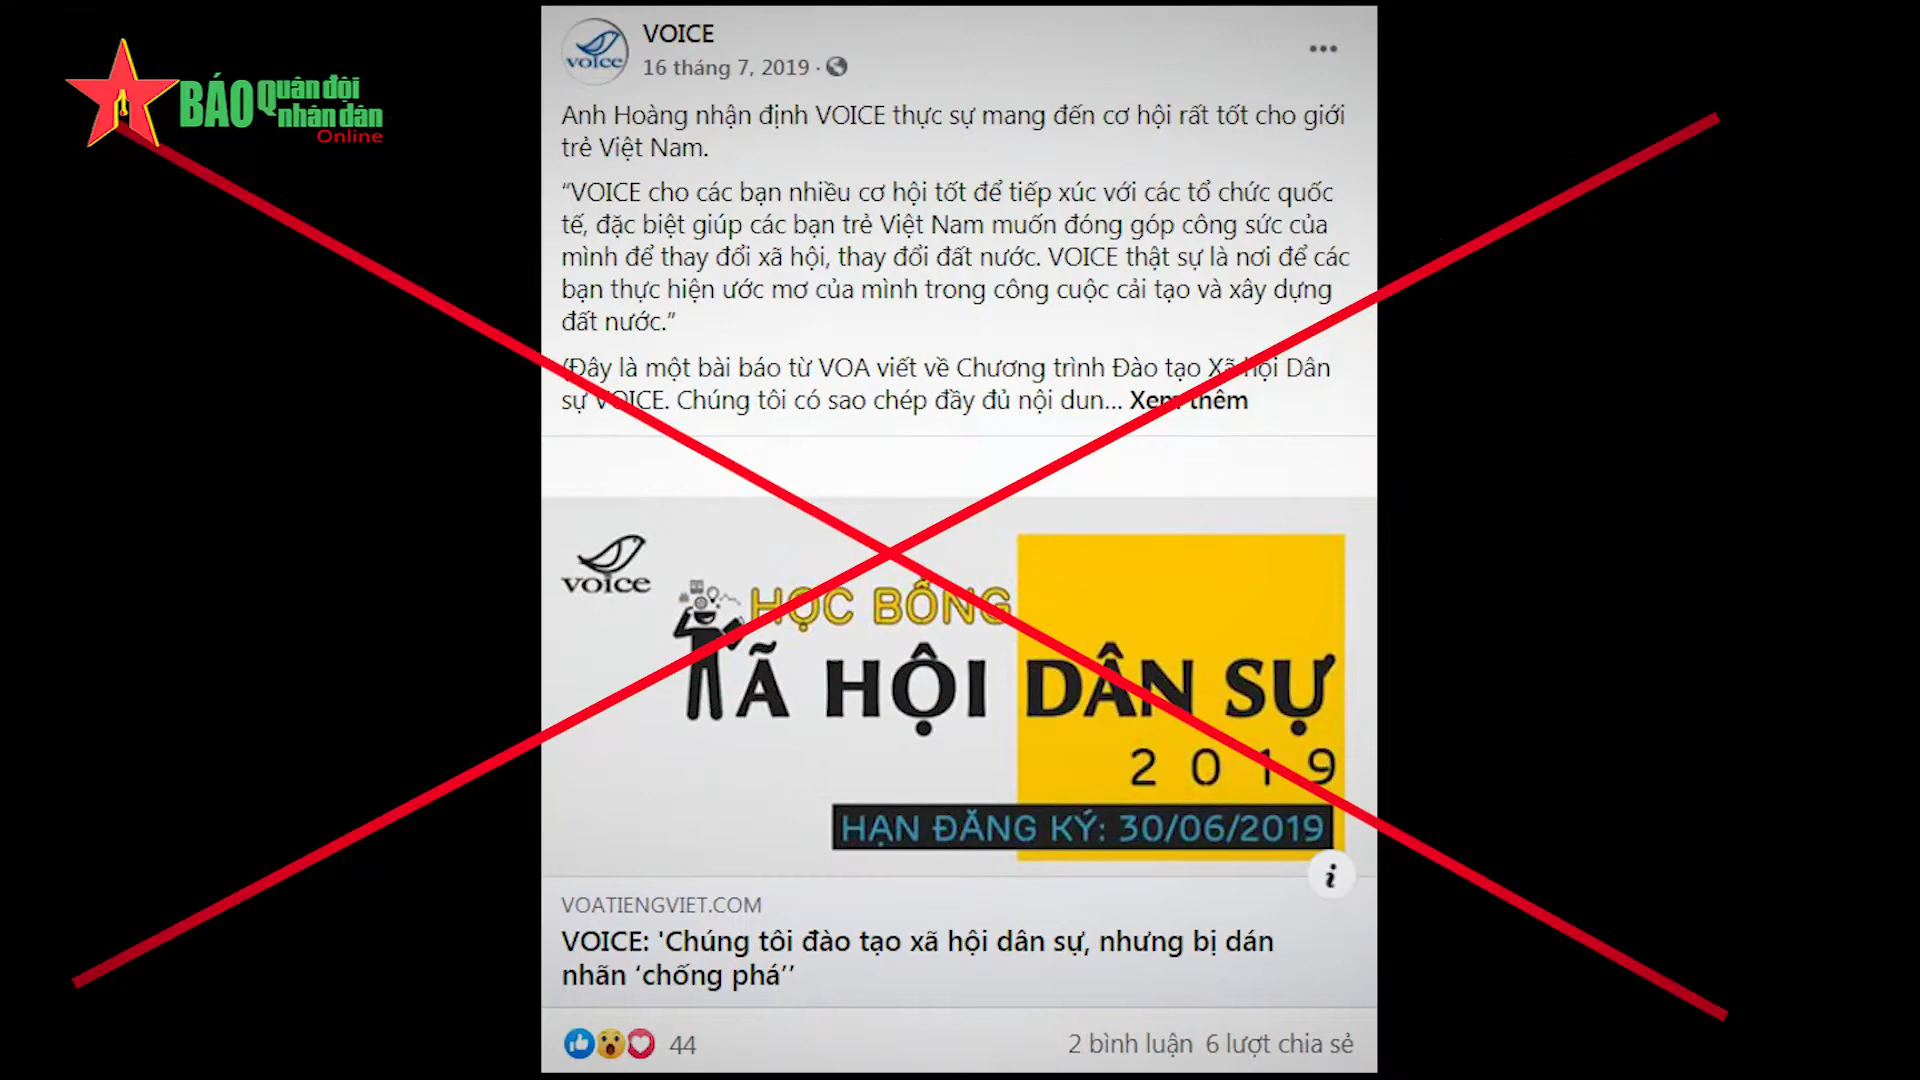 BÁO Quân đội
nhân dân
Online
VOICE
16 tháng 7, 2019
Anh Hoàng nhận định VOICE thực sự mang đến cơ hội rất tốt cho giới
trẻ Việt Nam.
“VOICE cho các bạn nhiều cơ hội tốt để tiếp xúc với các tổ chức quốc
tế, đặc biệt giúp các bạn trẻ Việt Nam muốn đóng góp công sức của
mình để thay đổi xã hội, thay đổi đất nước. VOICE thật sự là nơi để các
bạn thực hiện ước mơ của mình trong công cuộc cải tạo và xây dựng
đất nước.”
(Đây là một bài báo từ VOA viết về Chương trình Đào tạo Xã hội Dân
sự VOICE. Chúng tôi có sao chép đầy đủ nội dun... Xem thêm
voice
HỌC BỔNG
XÃ HỘI DÂN SỰ
2019
HẠN ĐĂNG KÝ: 30/06/2019
VOATIENGVIET.COM
VOICE: 'Chúng tôi đào tạo xã hội dân sự, nhưng bị dán
nhãn ‘chống phá’’
44
2 bình luận 6 lượt chia sẻ